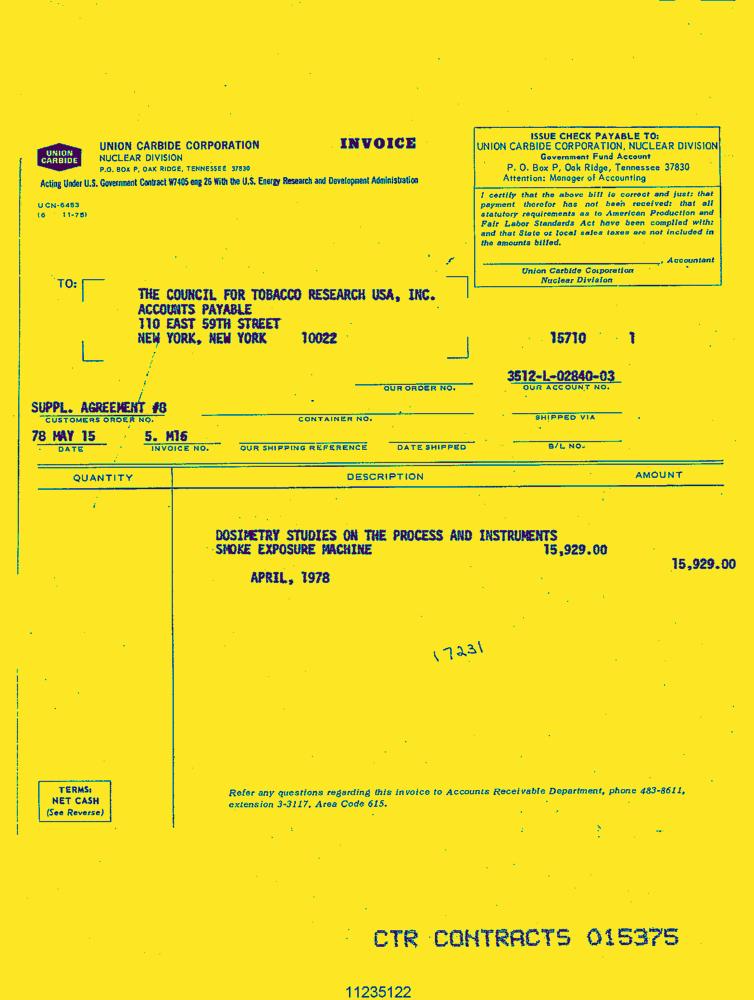 UNION CARBIDE
UNION CARBIDE CORPORATION
NUCLEAR DIVISION
P.O. BOX P, OAK RIDGE, TENNESSEE 37830
INVOICE
Acting Under U.S. Government Contract W7405 eng 26 With the U.S. Energy Research and Development Administration
UCN-6453
(6 11-75)
ISSUE CHECK PAYABLE TO:
UNION CARBIDE CORPORATION, NUCLEAR DIVISION
Government Fund Account
P. O. Box P, Oak Ridge, Tennessee 37830
Attention: Manager of Accounting
I certify that the above bill is correct and just: that
payment therefor has not been received: that all
statutory requirements as to American Production and
Fair Labor Standards Act have been complied with:
and that State or local sales taxes are not included in
the amounts billed.
, Accountant
Union Carbide Corporation
Nuclear Division
TO:
THE COUNCIL FOR TOBACCO RESEARCH USA, INC.
ACCOUNTS PAYABLE
110 EAST 59TH STREET
NEW YORK, NEW YORK 10022
15710 1
3512-L-02840-03
OUR ORDER NO. OUR ACCOUNT NO.
SUPPL. AGREEMENT #8
CUSTOMERS ORDER NO. CONTAINER NO. SHIPPED VIA
78 MAY 15 5. M16
DATE INVOICE NO. OUR SHIPPING REFERENCE DATE SHIPPED B/L NO.
QUANTITY DESCRIPTION AMOUNT
DOSIMETRY STUDIES ON THE PROCESS AND INSTRUMENTS
SMOKE EXPOSURE MACHINE 15,929.00
15,929.00
APRIL, 1978
17231
TERMS:
NET CASH
(See Reverse)
Refer any questions regarding this invoice to Accounts Receivable Department, phone 483-8611,
extension 3-3117, Area Code 615.
CTR CONTRACTS 015375
11235122